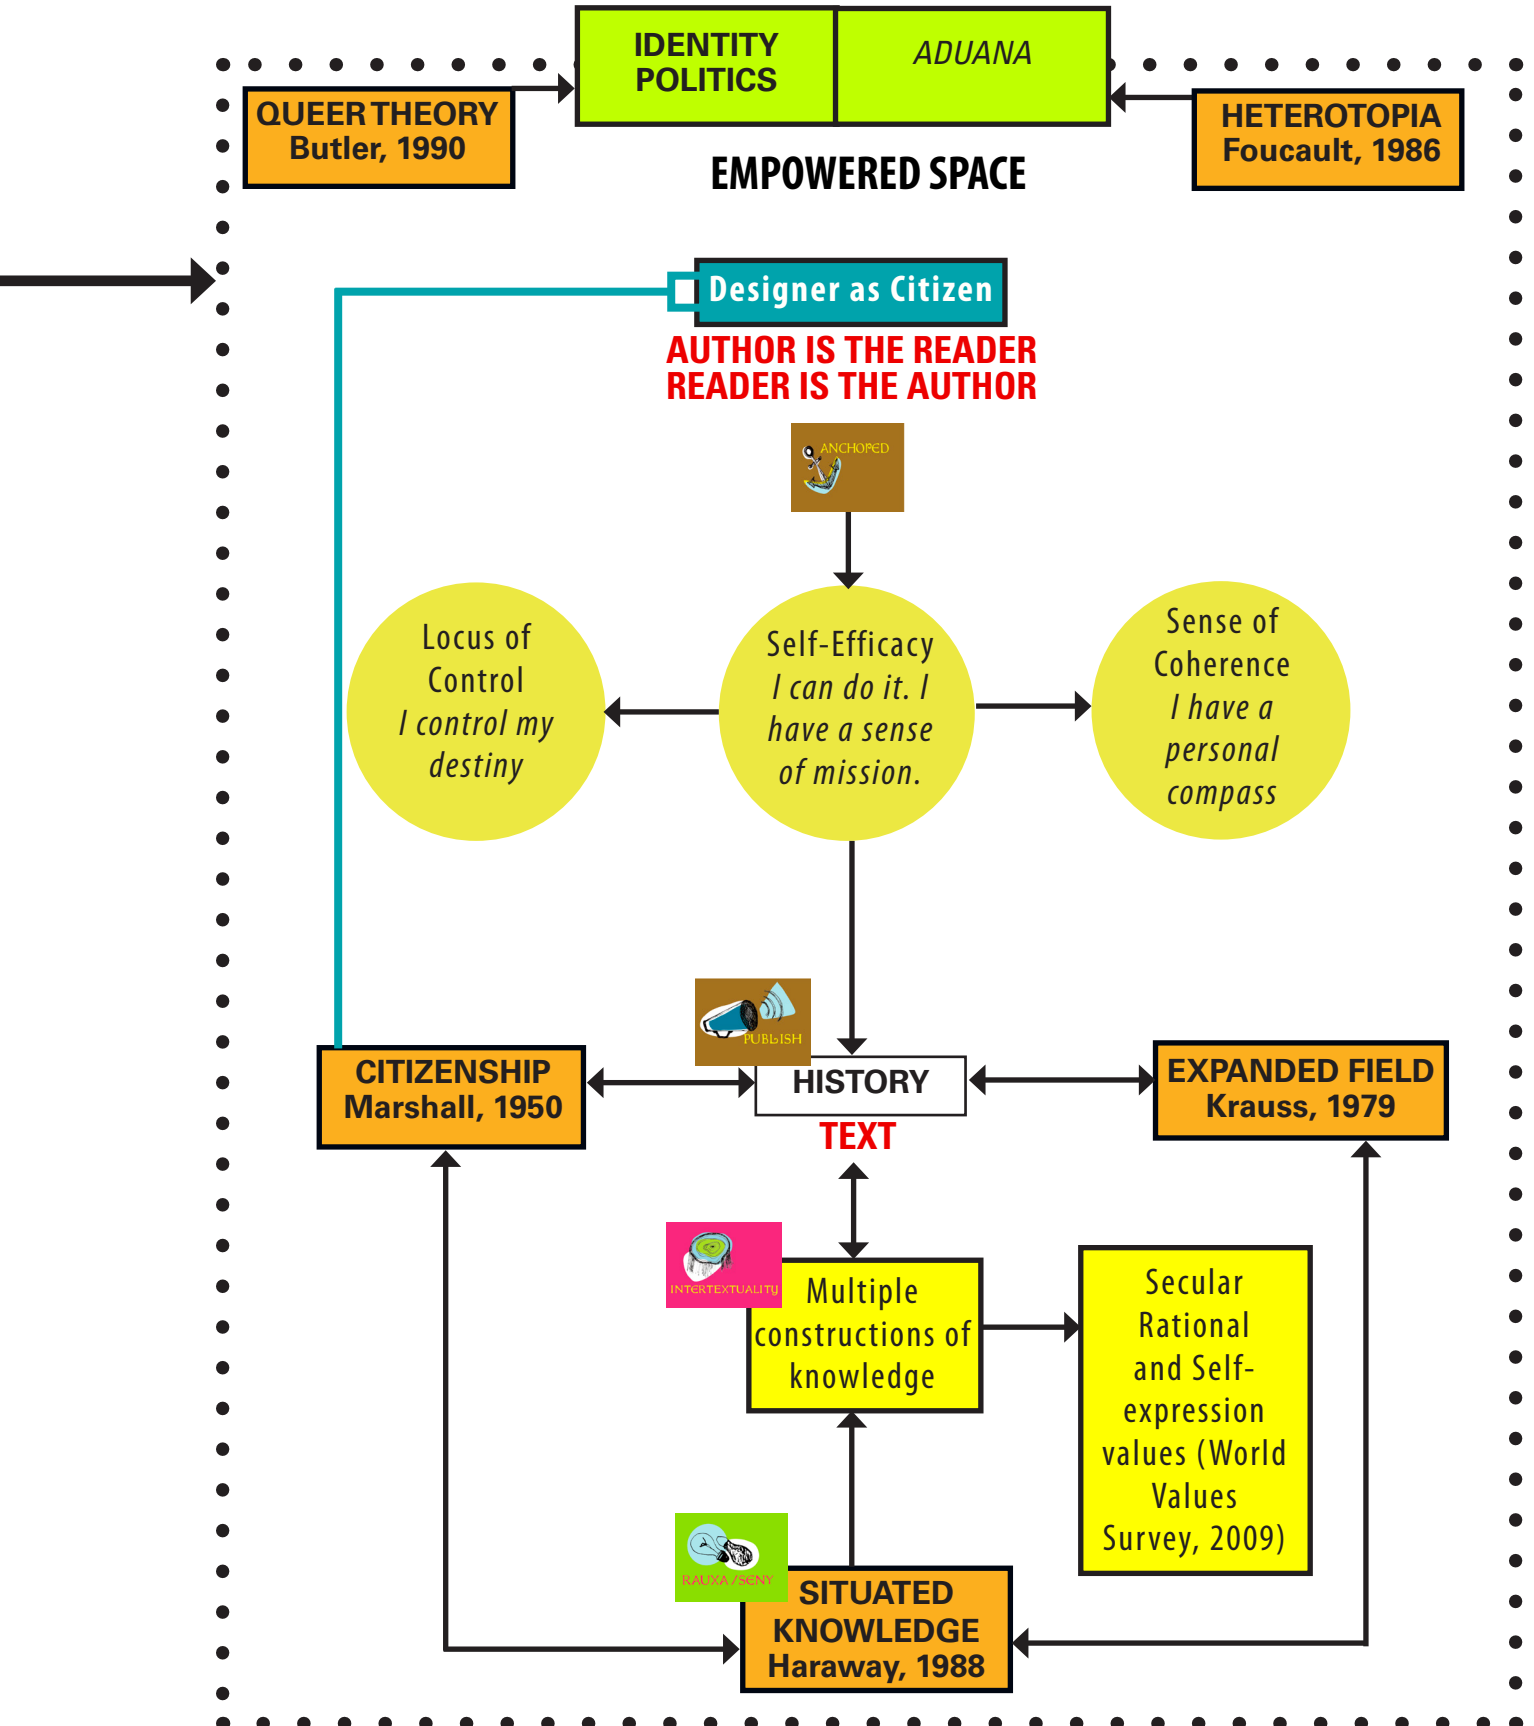 IDENTITY
POLITICS
ADUANA
QUEER THEORY
Butler, 1990
HETEROTOPIA
Foucault, 1986
EMPOWERED SPACE
Designer as Citizen
AUTHOR IS THE READER
READER IS THE AUTHOR
ANCHOPED
Locus of
Control
I control my
destiny
Self-Efficacy
I can do it. I
have a sense
of mission.
Sense of
Coherence
I have a
personal
compass
PUBLISH
CITIZENSHIP
Marshall, 1950
HISTORY
TEXT
EXPANDED FIELD
Krauss, 1979
INTERTEXTUALITY
Multiple
constructions of
knowledge
Secular
Rational
and Self-
expression
values (World
Values
Survey, 2009)
RAUXA/SENY
SITUATED
KNOWLEDGE
Haraway, 1988